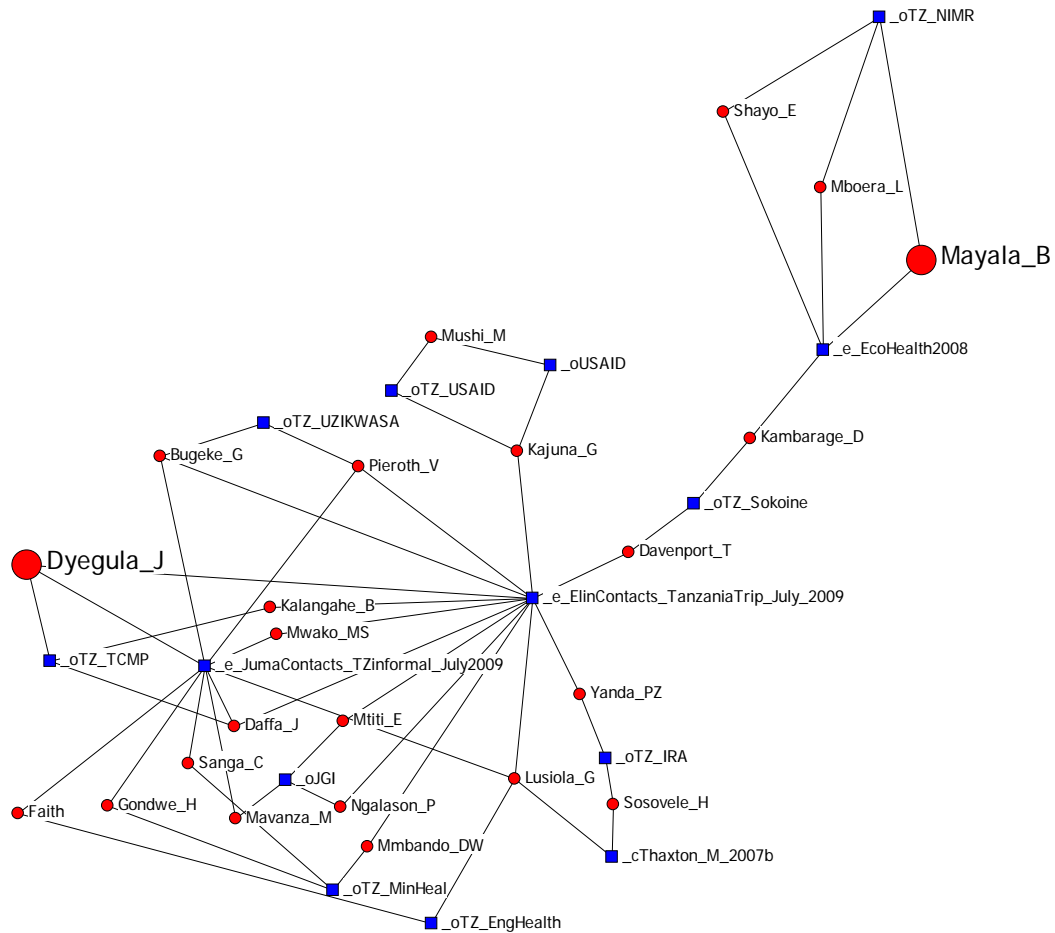 _oTZ_NIMR
Shayo_E
Mboera_L
Mayala_B
Mushi_M
_e_EcoHealth2008
_oUSAID
_oTZ_USAID
_oTZ_UZIKWASA
Kambarage_D
Bugeke_G
Pieroth_V
Kajuna_G
_oTZ_Sokoine
Davenport_T
Dyegula_J
_e_ElinContacts_TanzaniaTrip_July_2009
Kalangahe_B
Mwako_MS
_oTZ_TCMP
_e_JumaContacts_TZinformal_July2009
Yanda_PZ
Daffa_J
Mtiti_E
_oTZ_IRA
Sanga_C
_oJGI
Lusiola_G
Faith
Gondwe_H
Mavanza_M
Ngalason_P
Sosovele_H
Mmbando_DW
_cThaxton_M_2007b
_oTZ_MinHeal
_oTZ_EngHealth